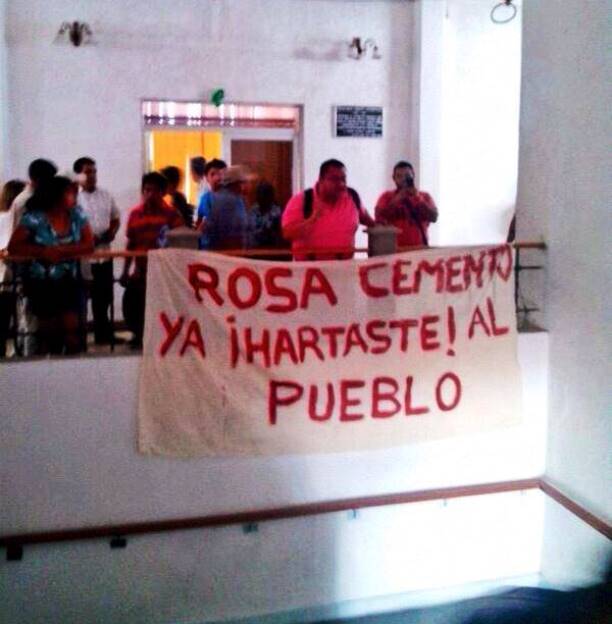 ROSA CEMENTO
YA ¡HARTASTE! AL
PUEBLO